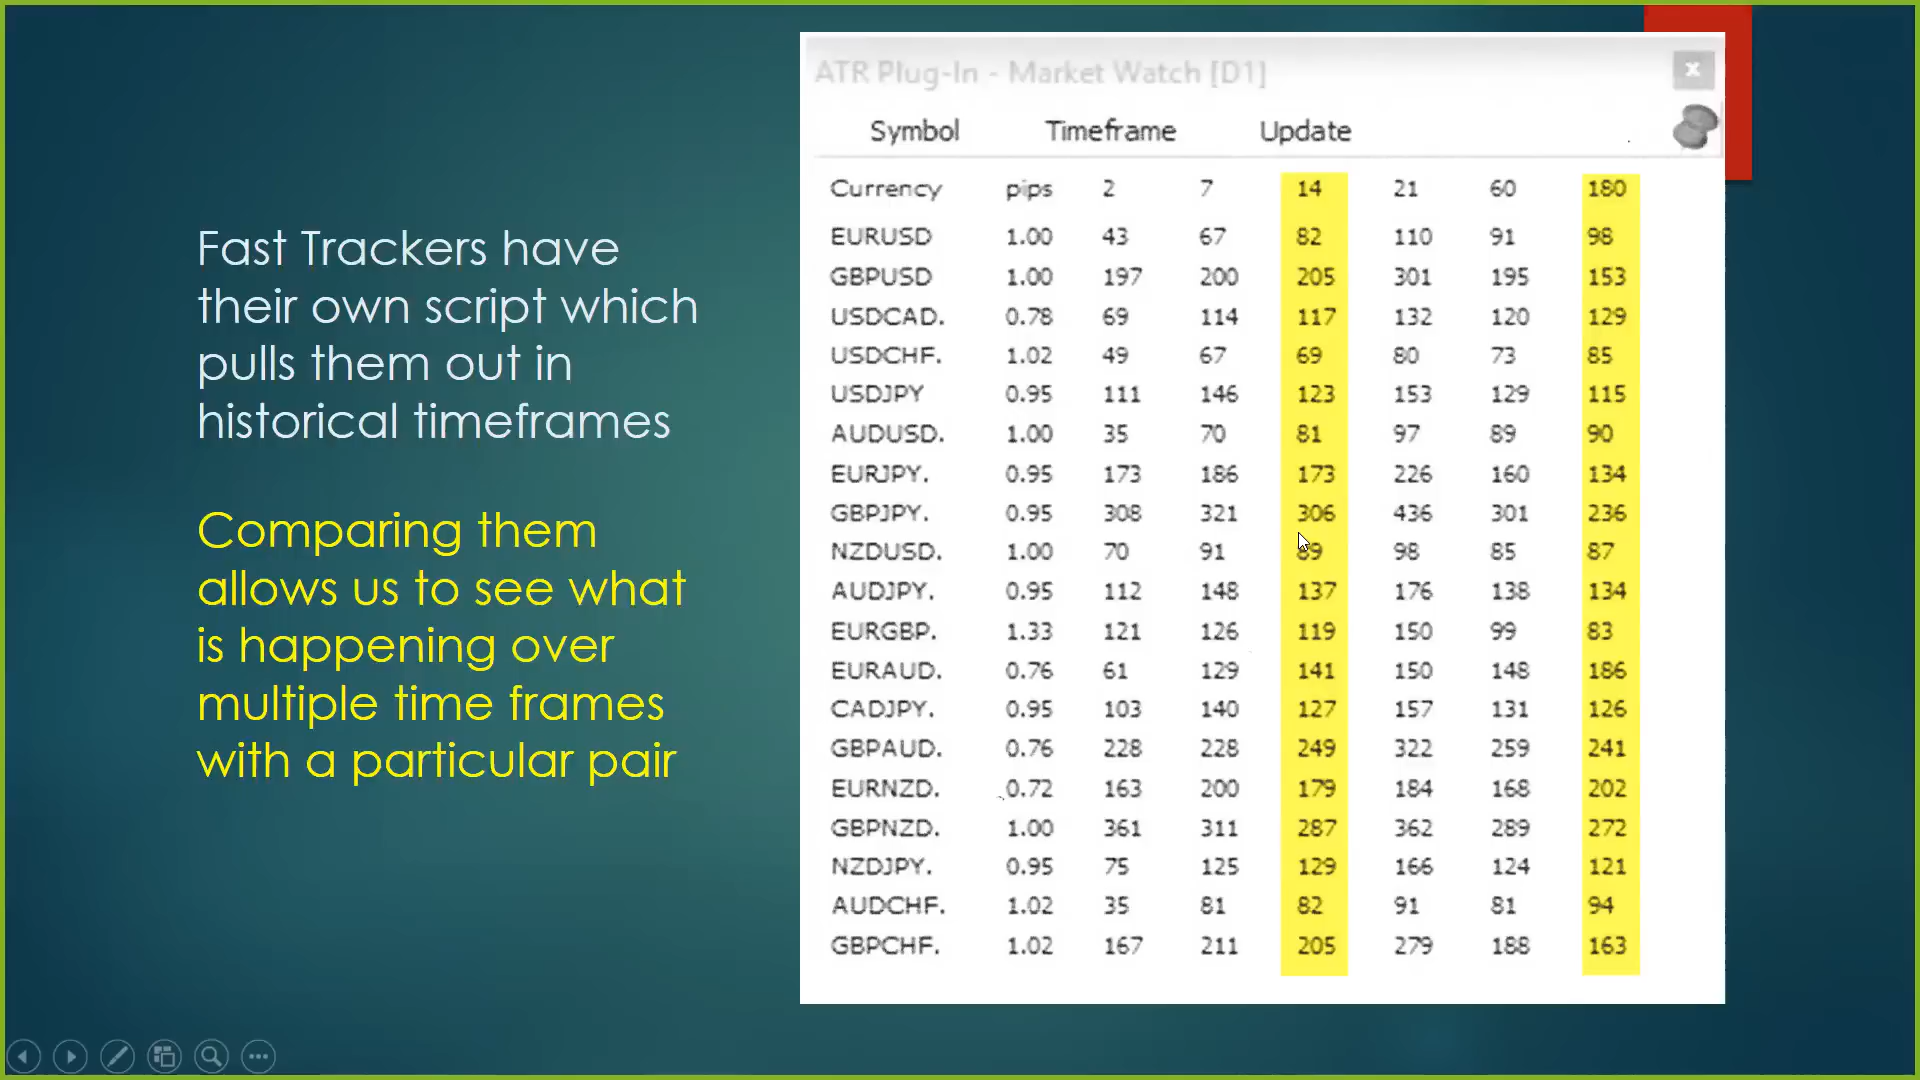 Fast Trackers have
their own script which
pulls them out in
historical timeframes
Comparing them
allows us to see what
is happening over
multiple time frames
with a particular pair
ATR Plug-In - Market Watch [D1]
Symbol Timeframe Update
Currency pips 2 7 14 21 60 180
EURUSD 1.00 43 67 82 110 91 98
GBPUSD 1.00 197 200 205 301 195 153
USDCAD. 0.78 69 114 117 132 120 129
USDCHF. 1.02 49 67 69 80 73 85
USDJPY 0.95 111 146 123 153 129 115
AUDUSD. 1.00 35 70 81 97 89 90
EURJPY. 0.95 173 186 173 226 160 134
GBPJPY. 0.95 308 321 306 436 301 236
NZDUSD. 1.00 70 91 89 98 85 87
AUDJPY. 0.95 112 148 137 176 138 134
EURGBP. 1.33 121 126 119 150 99 83
EURAUD. 0.76 61 129 141 150 148 186
CADJPY. 0.95 103 140 127 157 131 126
GBPAUD. 0.76 228 228 249 322 259 241
EURNZD. 0.72 163 200 179 184 168 202
GBPNZD. 1.00 361 311 287 362 289 272
NZDJPY. 0.95 75 125 129 166 124 121
AUDCHF. 1.02 35 81 82 91 81 94
GBPCHF. 1.02 167 211 205 279 188 163